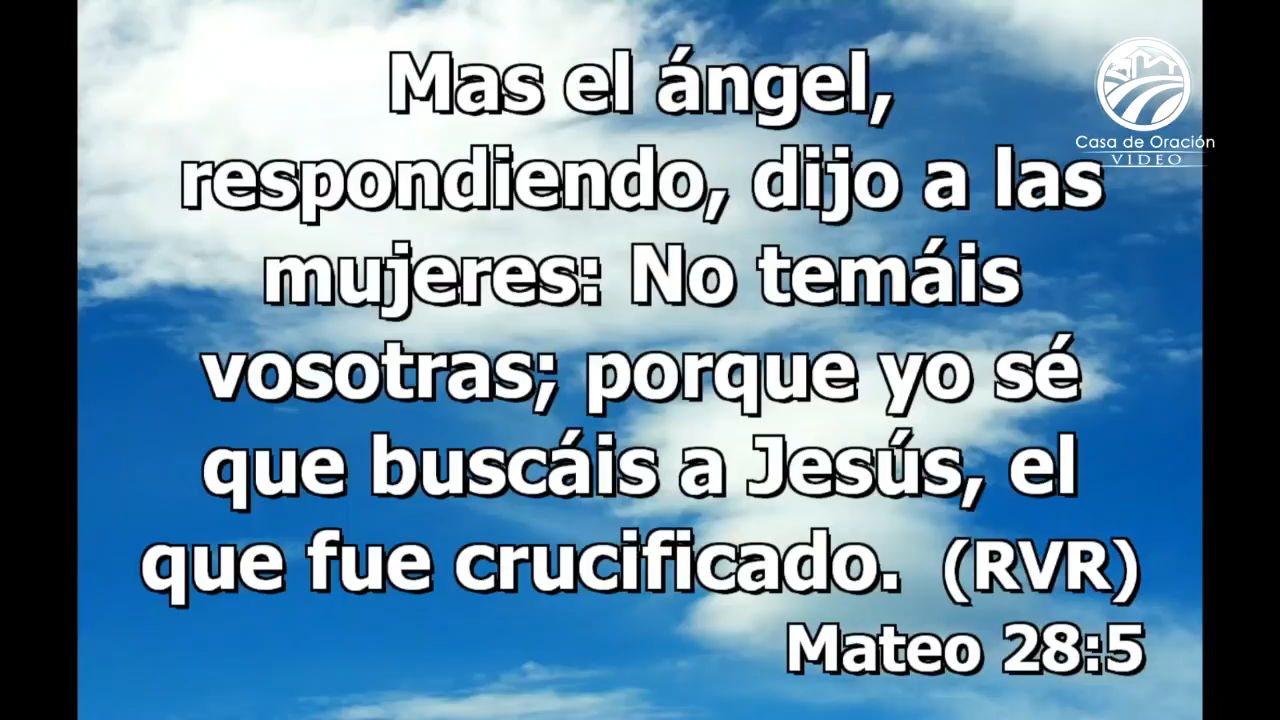 Mas el ángel,
respondiendo, dijo a las
mujeres: No temáis
vosotras; porque yo sé
que buscáis a Jesús, el
que fue crucificado. (RVR)
Mateo 28:5
Casa de Oración
VIDEO